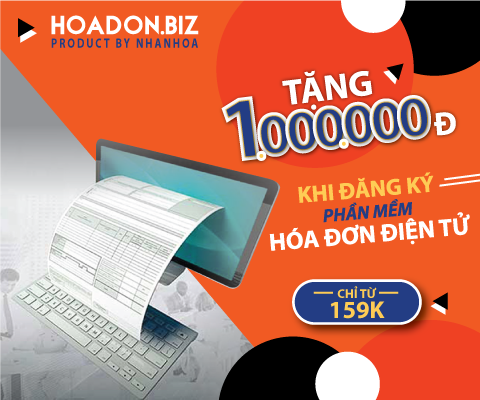 HOADON.BIZ
PRODUCT BY NHANHOA
TẶNG
1.000.000 Đ
KHI ĐĂNG KÝ
PHẦN MỀM
HÓA ĐƠN ĐIỆN TỬ
CHỈ TỪ
159K